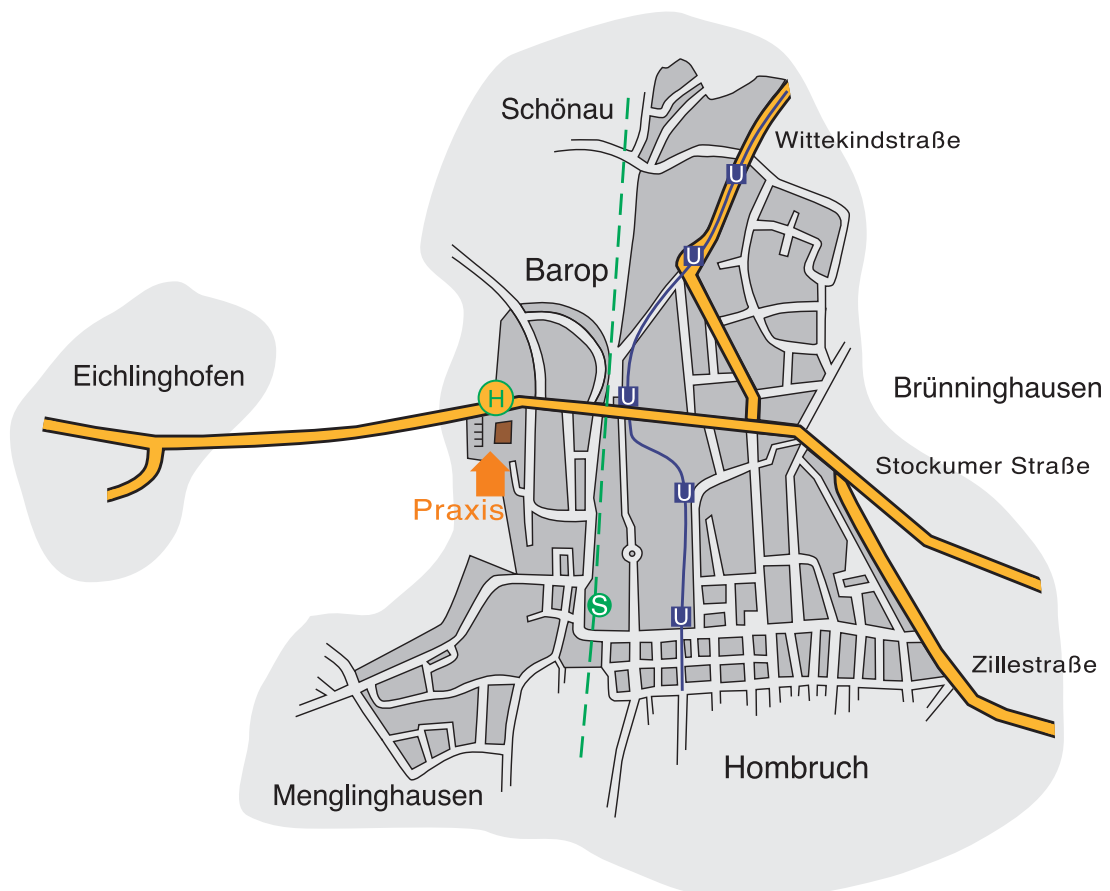 Schönau
Wittekindstraße
U
U
Barop
Eichlinghofen
H
U
Brünninghausen
Stockumer Straße
U
Praxis
S
U
Zillestraße
Hombruch
Menglinghausen